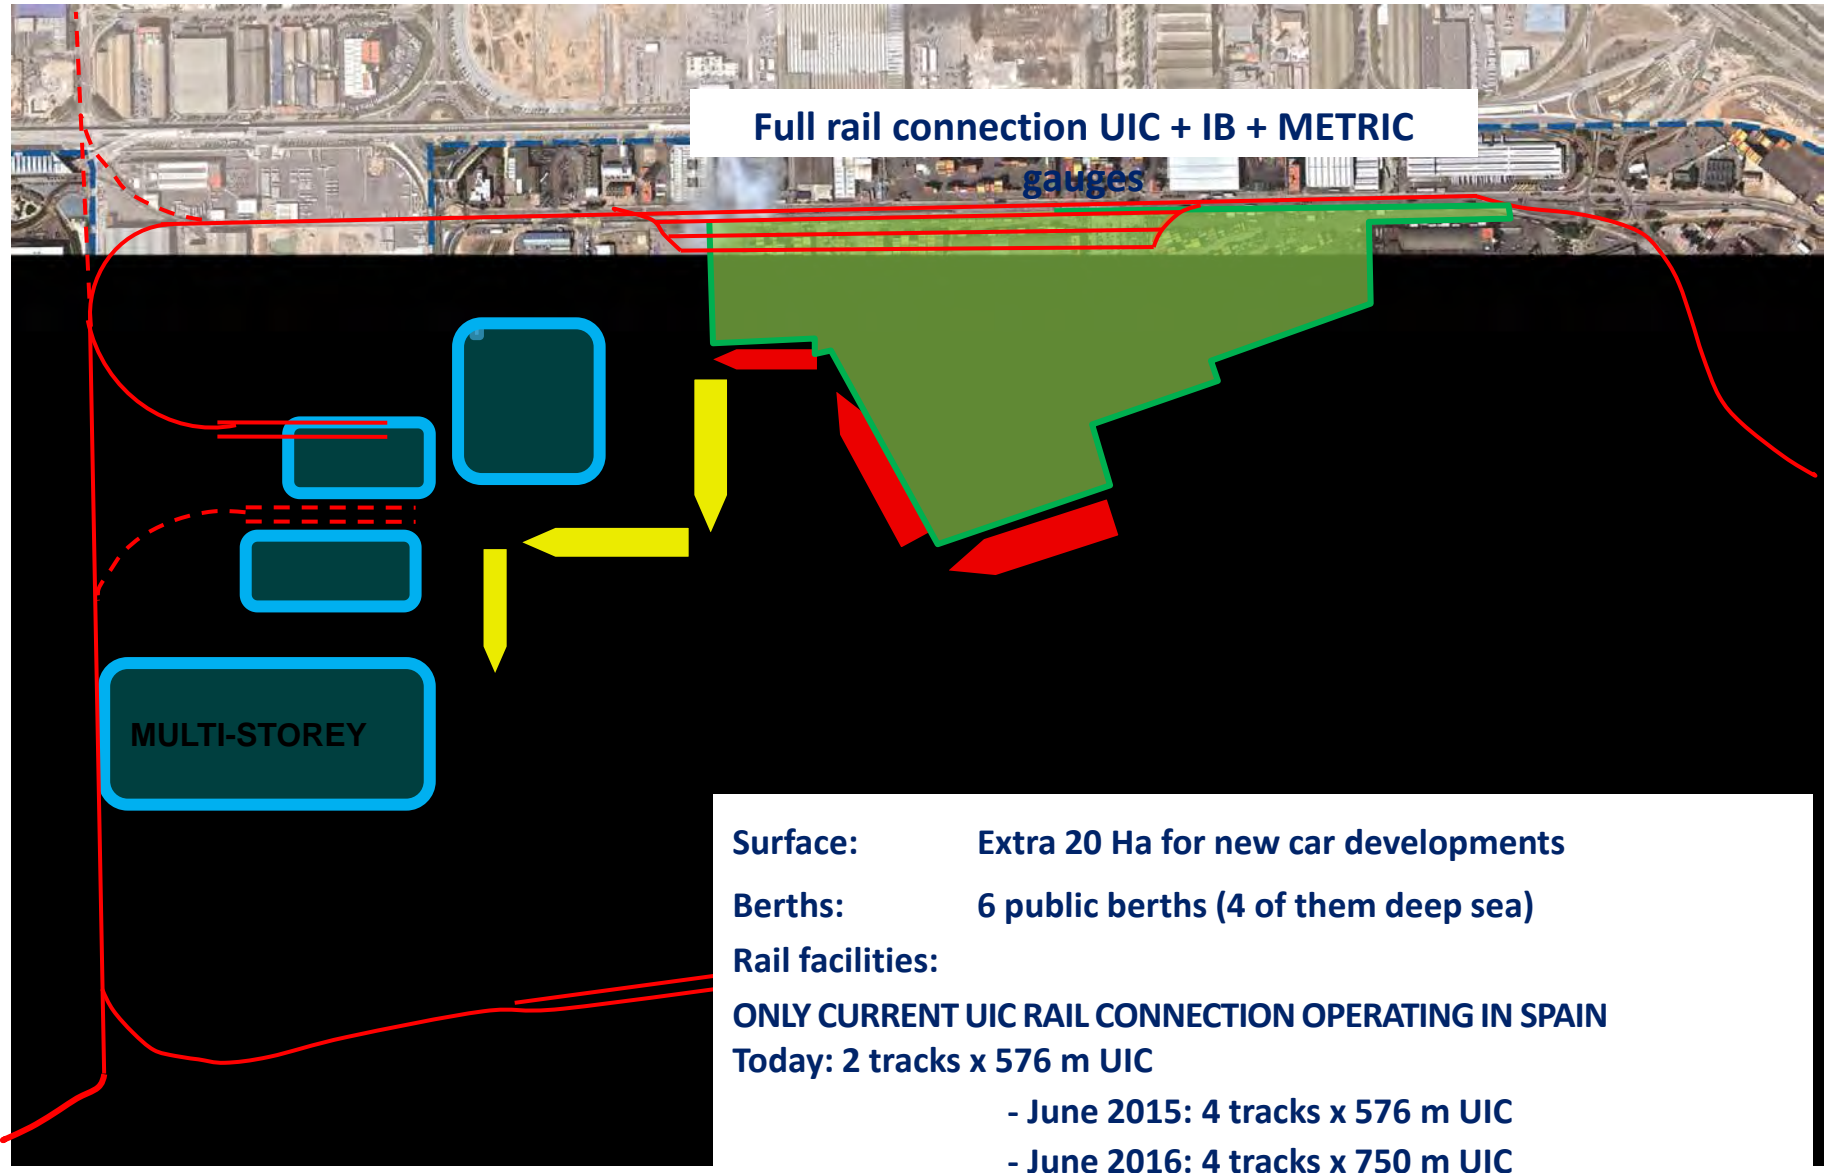 Full rail connection UIC + IB + METRIC
gauges
MULTI-STOREY
Surface: Extra 20 Ha for new car developments
Berths: 6 public berths (4 of them deep sea)
Rail facilities:
ONLY CURRENT UIC RAIL CONNECTION OPERATING IN SPAIN
Today: 2 tracks x 576 m UIC
- June 2015: 4 tracks x 576 m UIC
- June 2016: 4 tracks x 750 m UIC